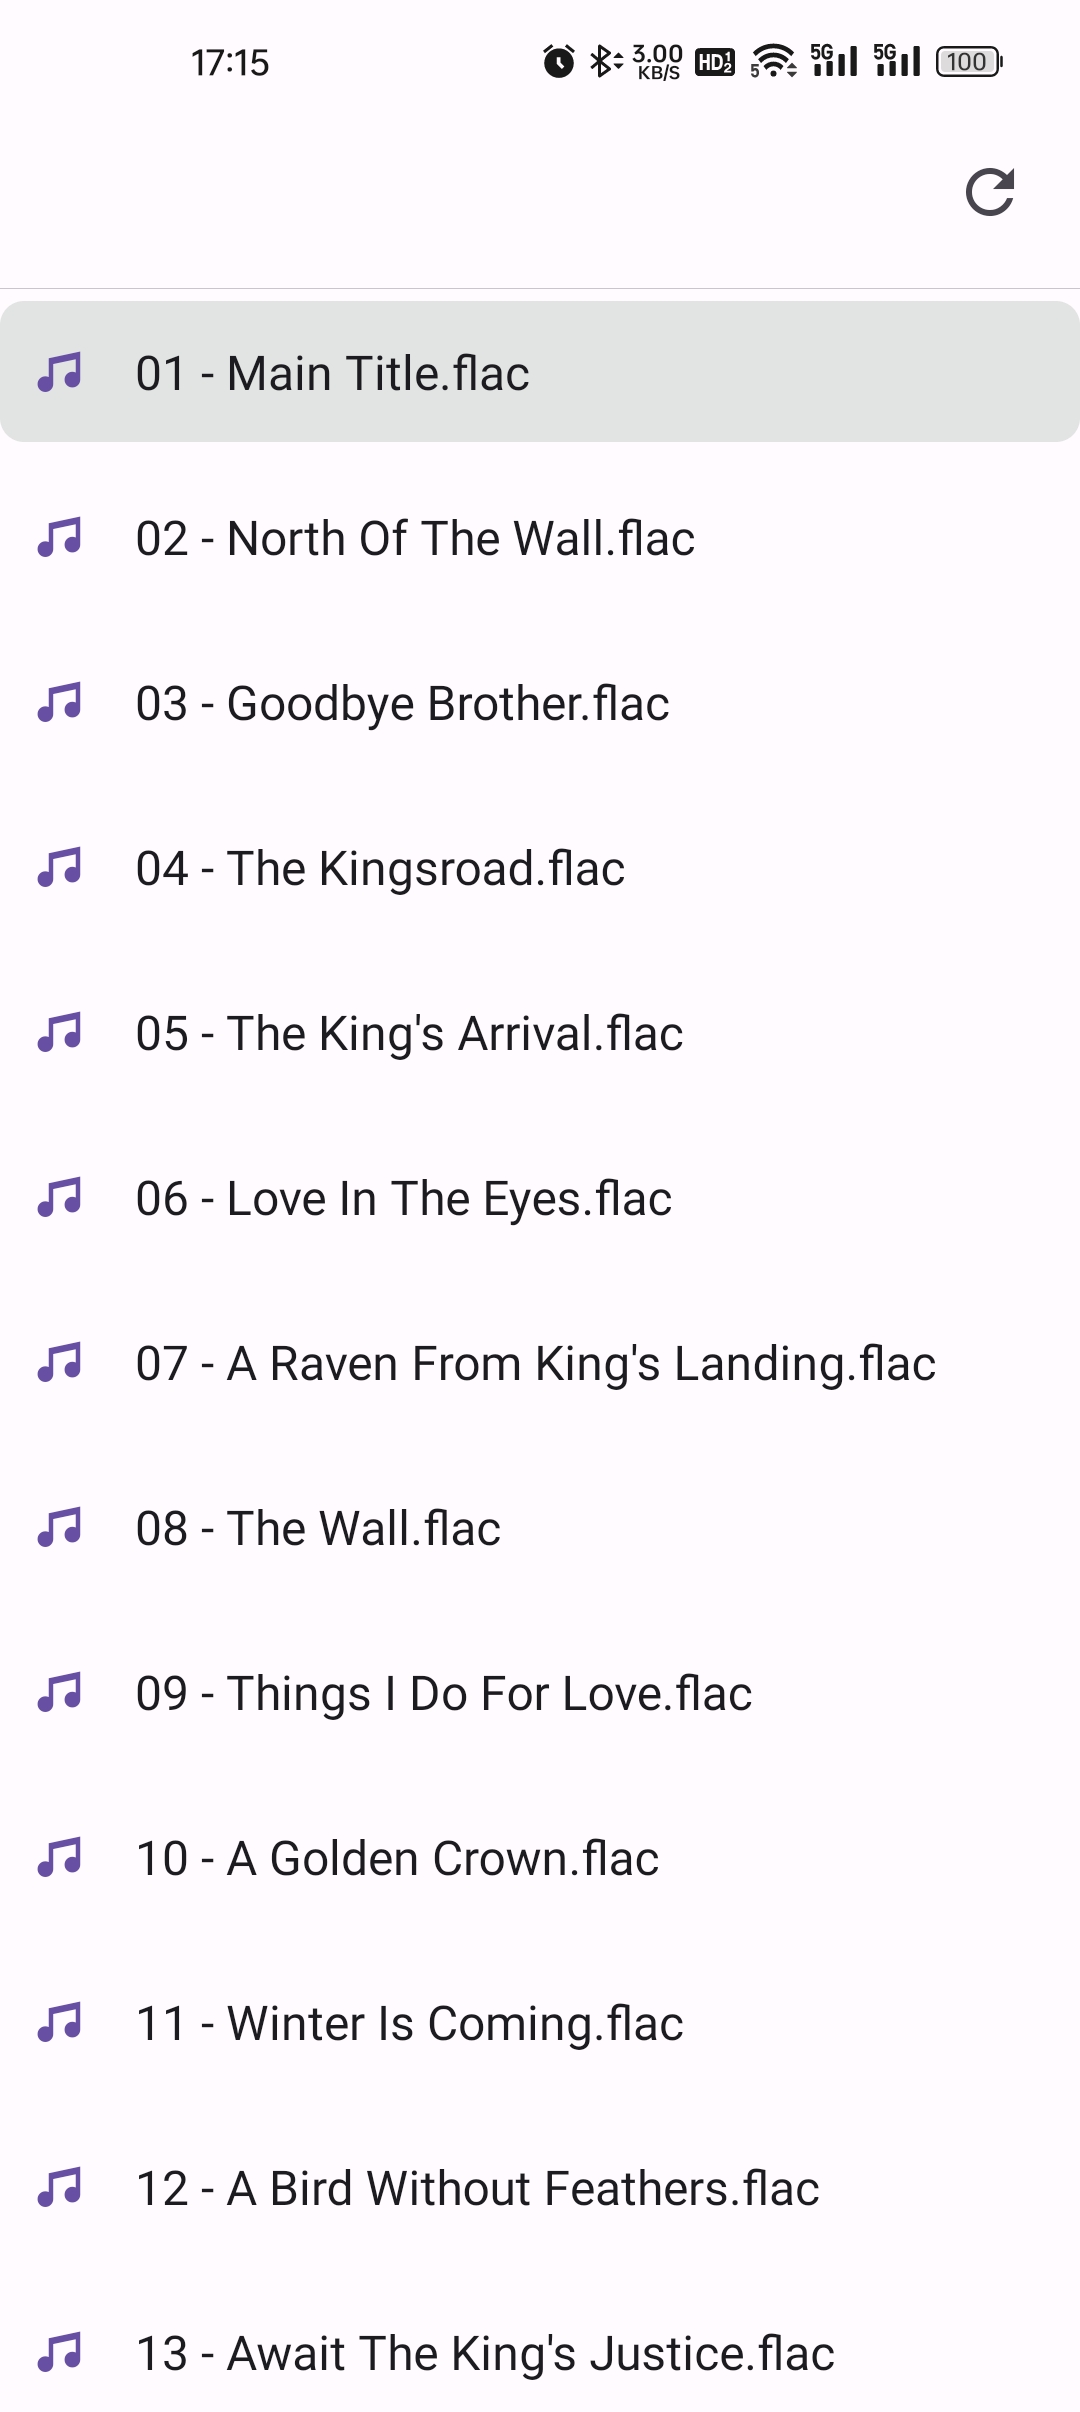 17:15 3.00 KB/S HD 1 2 5 5G 5G 100
01 - Main Title.flac
02 - North Of The Wall.flac
03 - Goodbye Brother.flac
04 - The Kingsroad.flac
05 - The King's Arrival.flac
06 - Love In The Eyes.flac
07 - A Raven From King's Landing.flac
08 - The Wall.flac
09 - Things I Do For Love.flac
10 - A Golden Crown.flac
11 - Winter Is Coming.flac
12 - A Bird Without Feathers.flac
13 - Await The King's Justice.flac